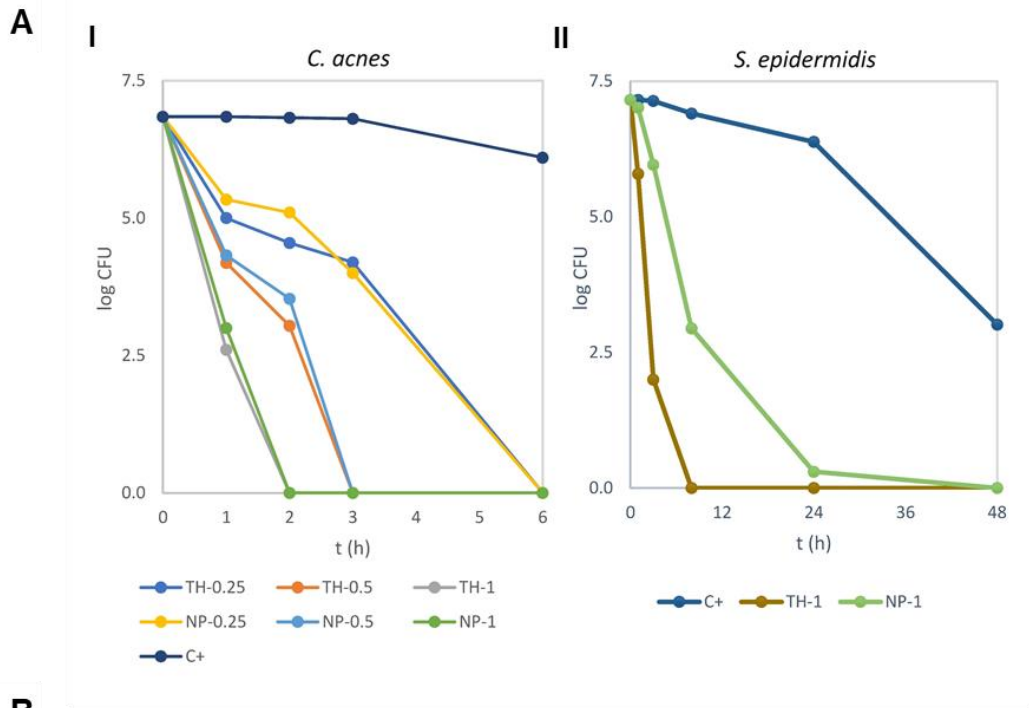 A
I
C. acnes
7.5
5.0
2.5
0.0
log CFU
0 1 2 3 4 5 6
t (h)
TH-0.25 TH-0.5 TH-1
NP-0.25 NP-0.5 NP-1
C+
II
S. epidermidis
7.5
5.0
2.5
0.0
log CFU
0 12 24 36 48
t (h)
C+ TH-1 NP-1